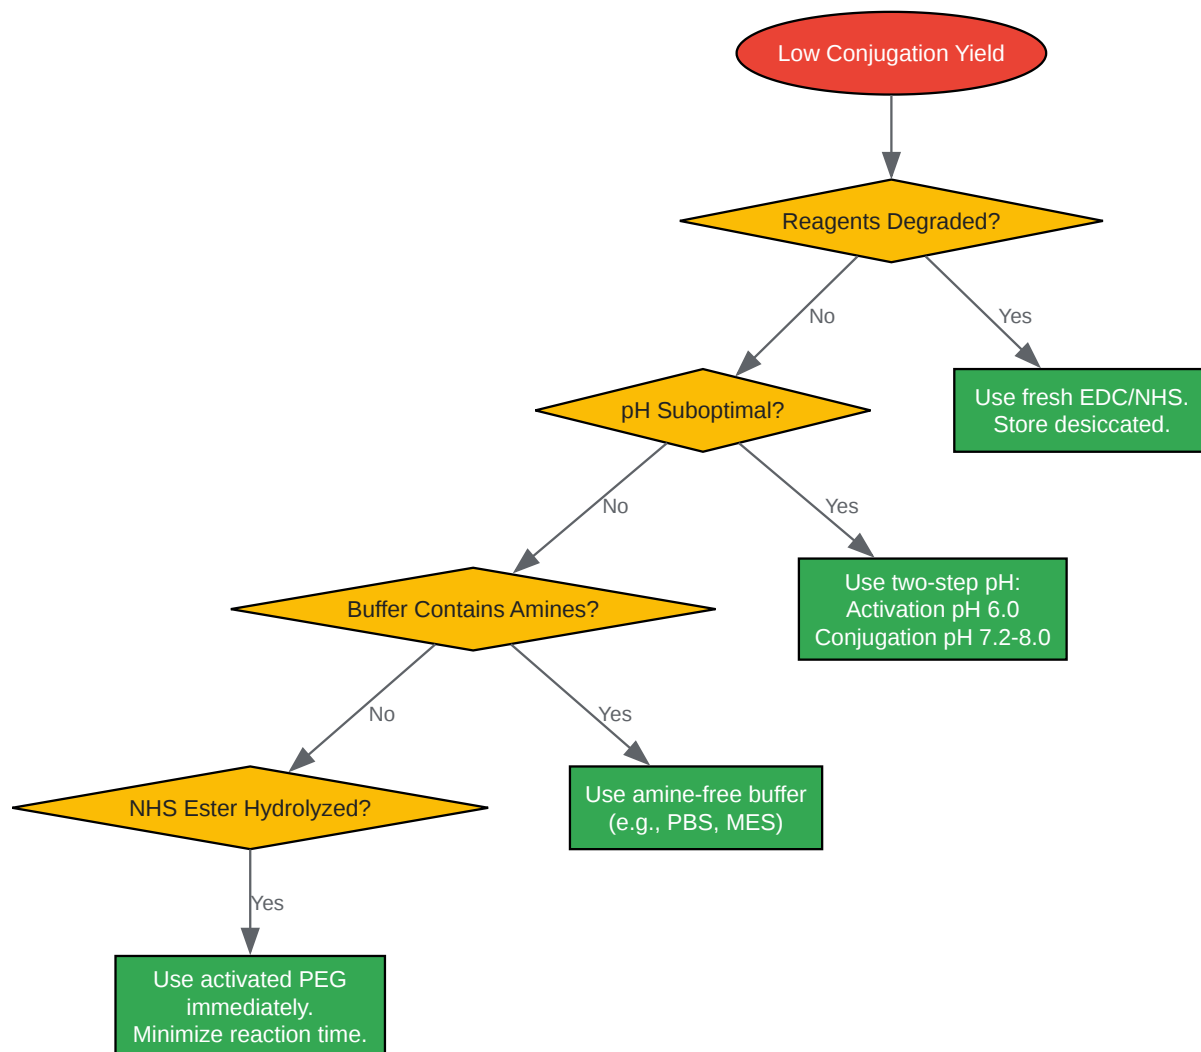 Low Conjugation Yield
Reagents Degraded?
No
Yes
pH Suboptimal?
Use fresh EDC/NHS.
Store desiccated.
No
Yes
Buffer Contains Amines?
Use two-step pH:
Activation pH 6.0
Conjugation pH 7.2-8.0
No
Yes
NHS Ester Hydrolyzed?
Use amine-free buffer
(e.g., PBS, MES)
Yes
Use activated PEG
immediately.
Minimize reaction time.